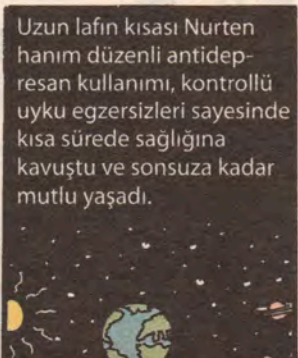 Uzun lafın kısası Nurten
hanım düzenli antidep-
resan kullanımı, kontrollü
uyku egzersizleri sayesinde
kısa sürede sağlığına
kavuştu ve sonsuza kadar
mutlu yaşadı.